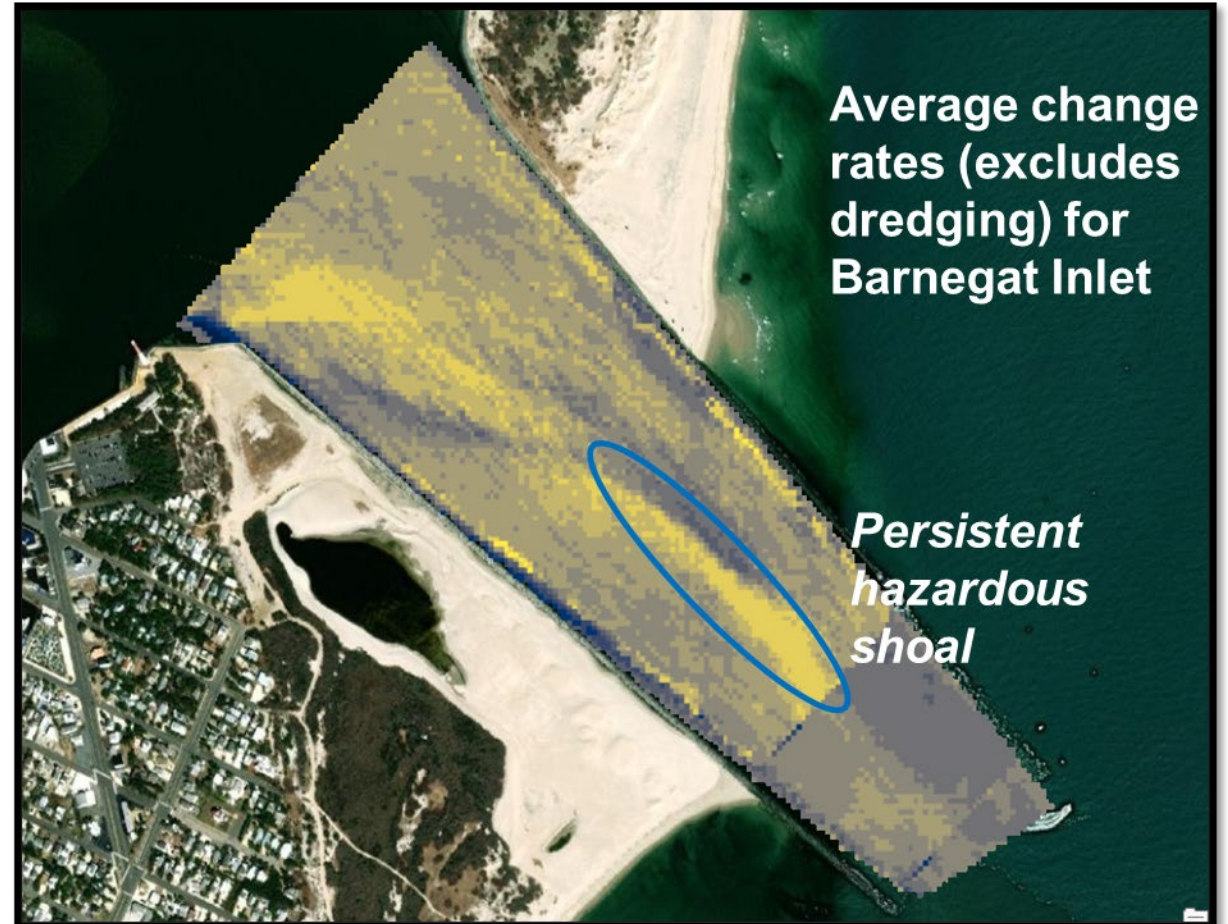 Average change
rates (excludes
dredging) for
Barnegat Inlet
Persistent
hazardous
shoal